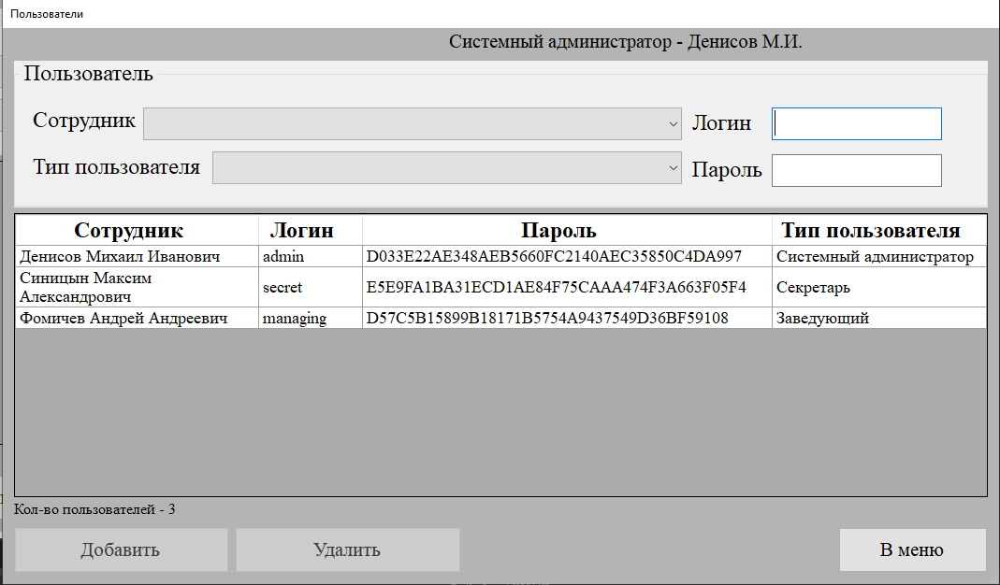 Пользователи
Системный администратор - Денисов М.И.
Пользователь
Сотрудник
Логин
Тип пользователя
Пароль
Сотрудник Логин Пароль Тип пользователя
Денисов Михаил Иванович admin D033E22AE348AEB5660FC2140AEC35850C4DA997 Системный администратор
Синицын Максим
Александрович secret E5E9FA1BA31ECD1AE84F75CAAA474F3A663F05F4 Секретарь
Фомичев Андрей Андреевич managing D57C5B15899B18171B5754A9437549D36BF59108 Заведующий
Кол-во пользователей - 3
Добавить Удалить В меню